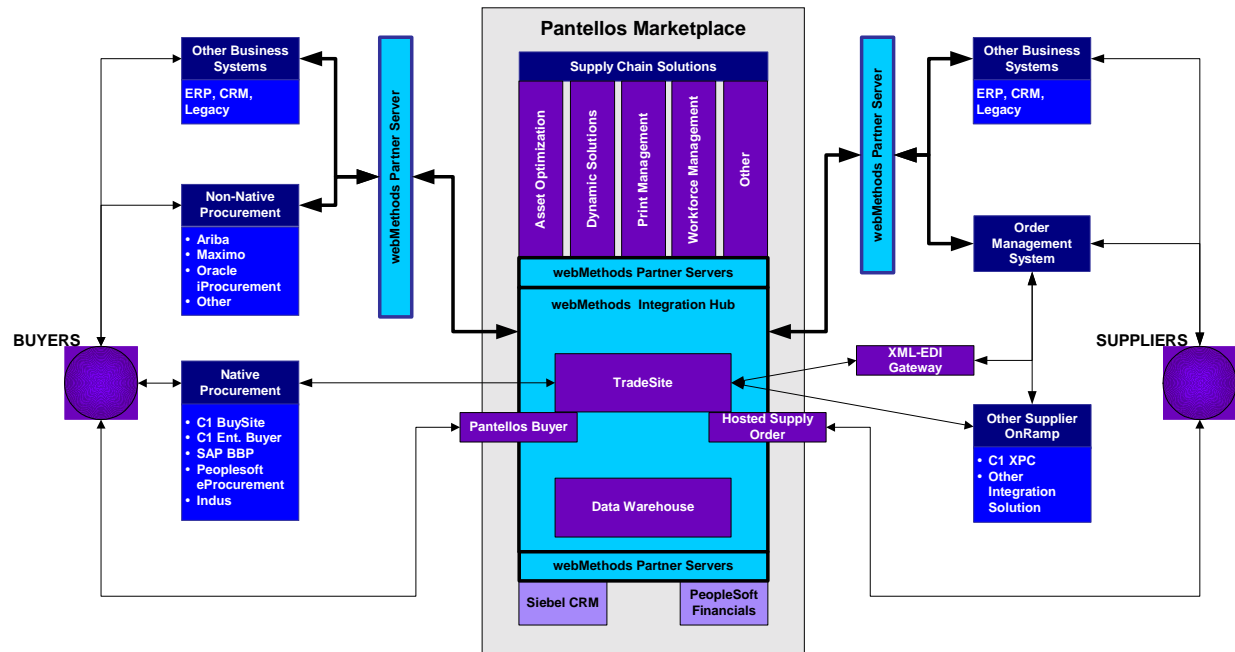 Pantellos Marketplace
Supply Chain Solutions
Asset Optimization
Dynamic Solutions
Print Management
Workforce Management
Other
webMethods Partner Servers
webMethods  Integration Hub
TradeSite
Pantellos Buyer
Hosted Supply
Order
Data Warehouse
webMethods Partner Servers
Siebel CRM
PeopleSoft
Financials
Other Business
Systems
ERP, CRM,
Legacy
webMethods Partner Server
Non-Native
Procurement
• Ariba
• Maximo
• Oracle
iProcurement
• Other
BUYERS
Native
Procurement
• C1 BuySite
• C1 Ent. Buyer
• SAP BBP
• Peoplesoft
eProcurement
• Indus
webMethods Partner Server
Other Business
Systems
ERP, CRM,
Legacy
Order
Management
System
XML-EDI
Gateway
SUPPLIERS
Other Supplier
OnRamp
• C1 XPC
• Other
Integration
Solution